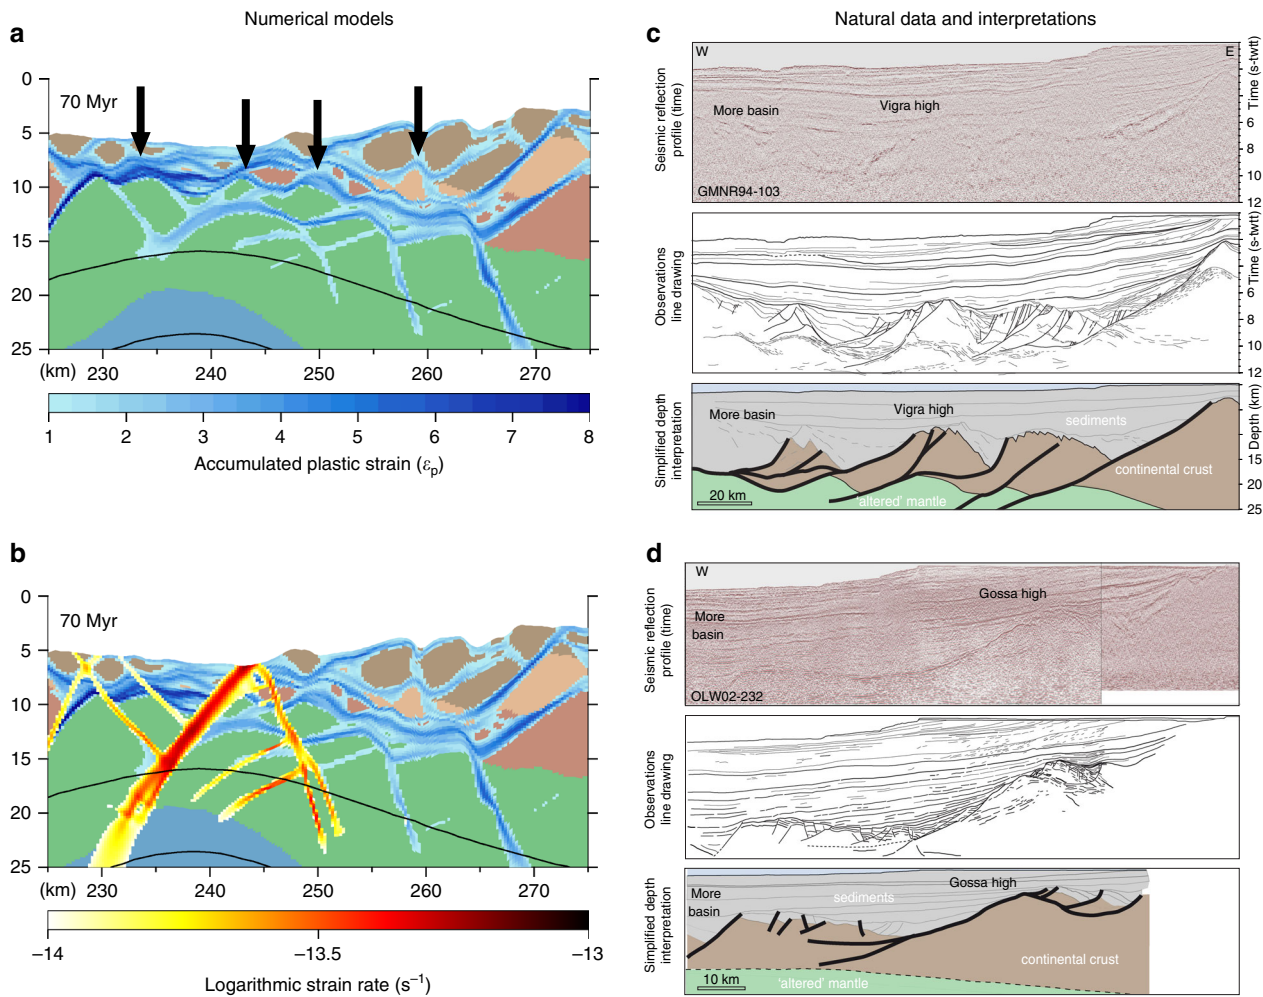 Numerical models
Natural data and interpretations
a
0
5
10
15
20
25
70 Myr
(km)
230
240
250
260
270
1
2
3
4
5
6
7
8
Accumulated plastic strain (εp)
b
0
5
10
15
20
25
70 Myr
(km)
230
240
250
260
270
–14
–13.5
–13
Logarithmic strain rate (s⁻¹)
c
Seismic reflection
profile (time)
W
E
More basin
Vigra high
GMNR94-103
Time (s-twtt)
6
8
10
12
Observations
line drawing
Time (s-twtt)
6
8
10
12
Simplified depth
interpretation
More basin
Vigra high
sediments
continental crust
'altered' mantle
20 km
Depth (km)
15
20
25
d
Seismic reflection
profile (time)
W
Gossa high
More
basin
OLW02-232
Observations
line drawing
Simplified depth
interpretation
More
basin
Gossa high
sediments
continental crust
'altered' mantle
10 km